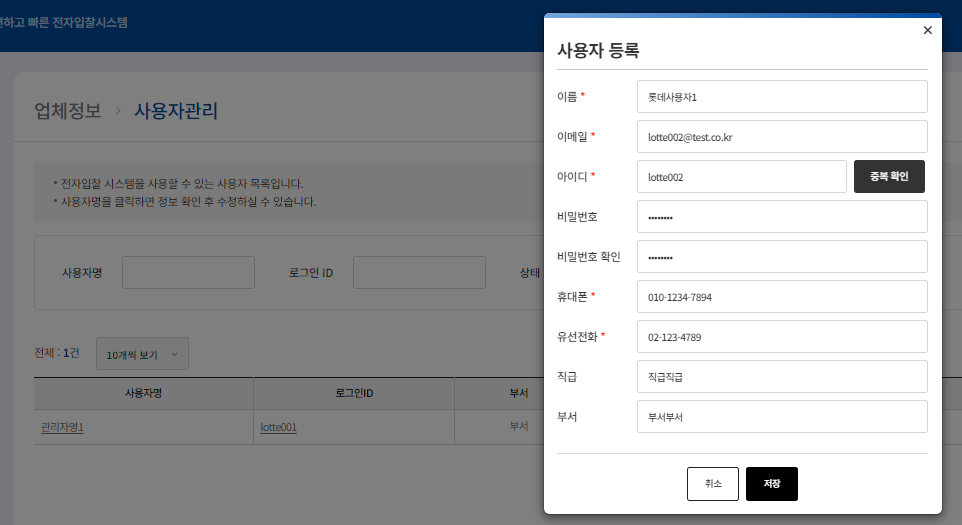 하고 빠른 전자입찰시스템
업체정보 > 사용자관리
• 전자입찰 시스템을 사용할 수 있는 사용자 목록입니다.
• 사용자명을 클릭하면 정보 확인 후 수정하실 수 있습니다.
사용자명 로그인 ID 상태
전체 : 1건 10개씩 보기
사용자명 로그인ID 부서
관리자명1 lotte001 부서
사용자 등록
이름 * 롯데사용자1
이메일 * lotte002@test.co.kr
아이디 * lotte002 중복 확인
비밀번호 ••••••••
비밀번호 확인 ••••••••
휴대폰 * 010-1234-7894
유선전화 * 02-123-4789
직급 직급직급
부서 부서부서
취소 저장